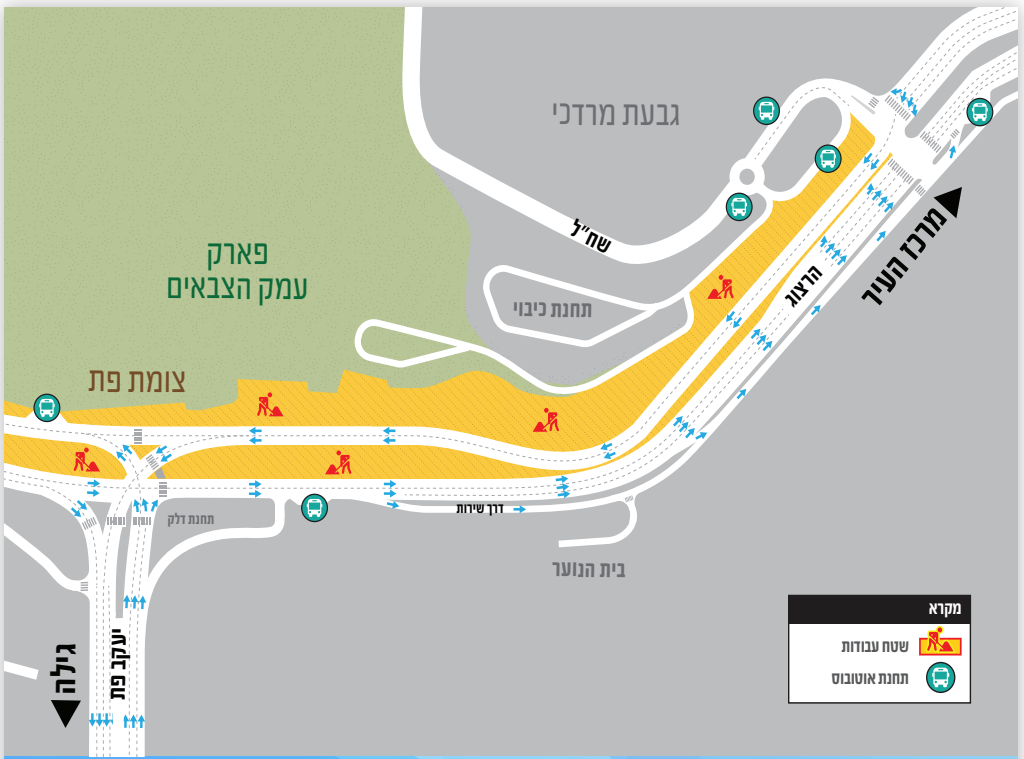 גבעת מרדכי
שח״ל
מרכז העיר
פארק
עמק הצבאים
הרצוג
תחנת כיבוי
צומת פת
דרך שירות
תחנת דלק
בית הנוער
יעקב פת
גילה
מקרא
שטח עבודות
תחנת אוטובוס